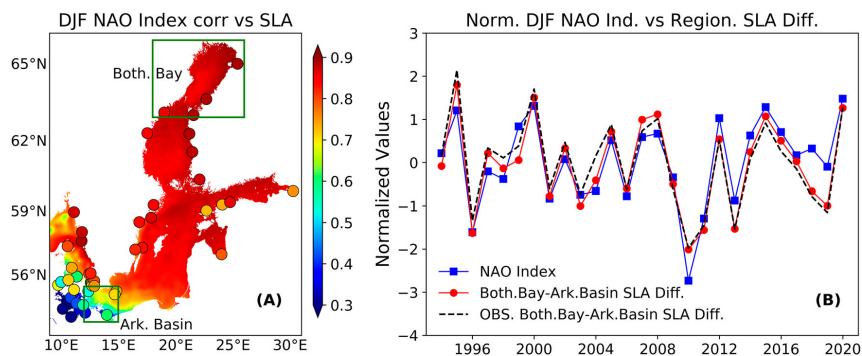 DJF NAO Index corr vs SLA
65°N
62°N
59°N
56°N
10°E 15°E 20°E 25°E 30°E
Both. Bay
Ark. Basin
(A)
0.9
0.8
0.7
0.6
0.5
0.4
0.3
Norm. DJF NAO Ind. vs Region. SLA Diff.
Normalized Values
3
2
1
0
−1
−2
−3
−4
NAO Index
Both.Bay-Ark.Basin SLA Diff.
OBS. Both.Bay-Ark.Basin SLA Diff.
(B)
1996 2000 2004 2008 2012 2016 2020